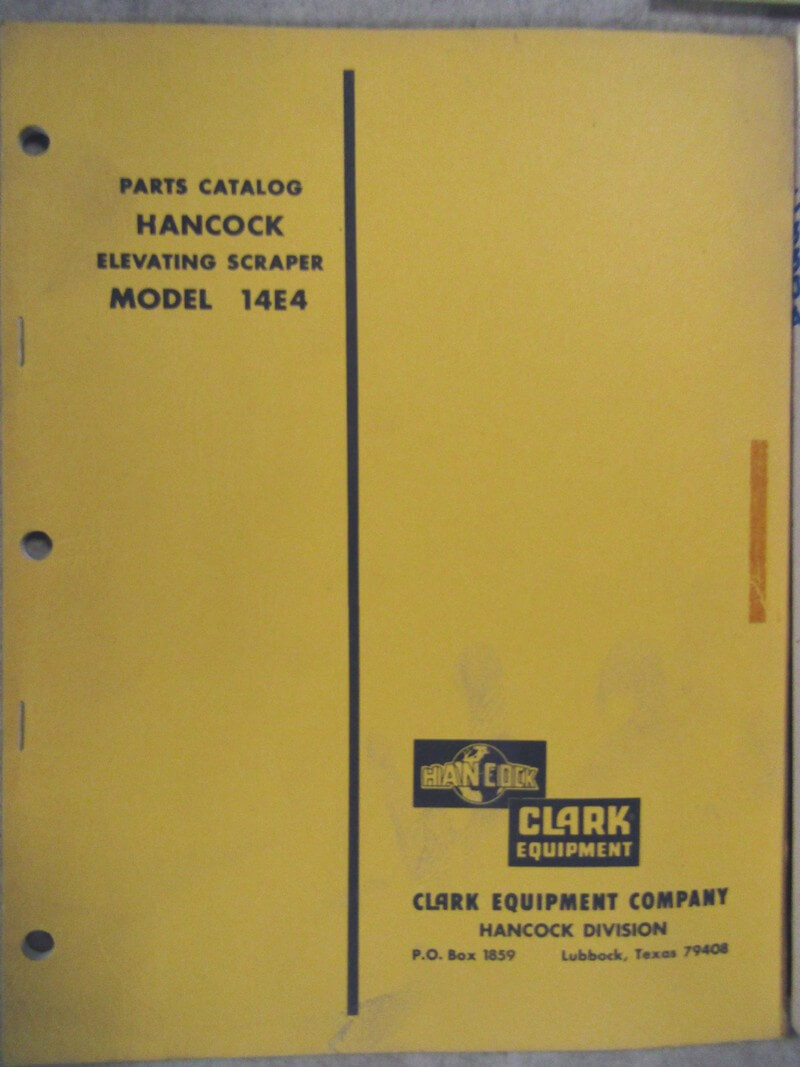 PARTS CATALOG
HANCOCK
ELEVATING SCRAPER
MODEL 14E4
HANCOCK
CLARK
EQUIPMENT
CLARK EQUIPMENT COMPANY
HANCOCK DIVISION
P.O. Box 1859 Lubbock, Texas 79408